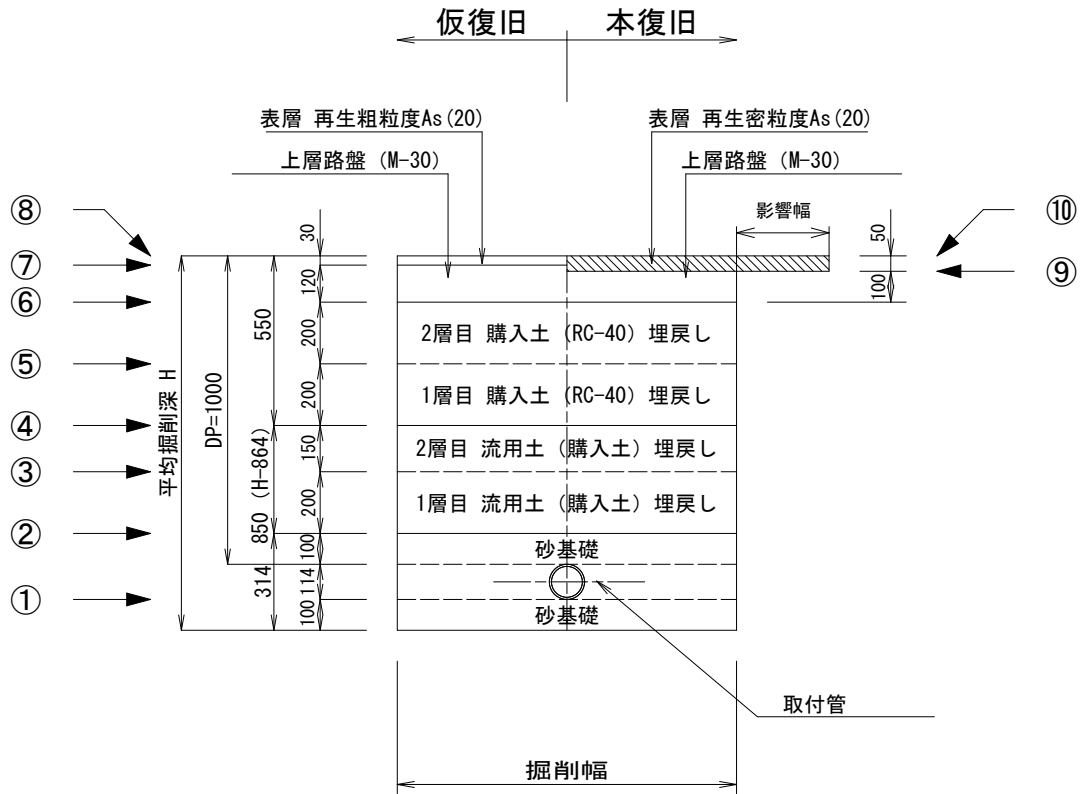 仮復旧 本復旧
表層 再生粗粒度As(20) 表層 再生密粒度As(20)
上層路盤 (M-30) 上層路盤 (M-30)
影響幅
⑧ 30 50 ⑩
⑦ 120 100 ⑨
⑥
⑤
④
③
②
①
平均掘削深 H
DP=1000
550
850 (H-864)
314
200
200
150
200
100
114
100
2層目 購入土 (RC-40) 埋戻し
1層目 購入土 (RC-40) 埋戻し
2層目 流用土 (購入土) 埋戻し
1層目 流用土 (購入土) 埋戻し
砂基礎
砂基礎
取付管
掘削幅